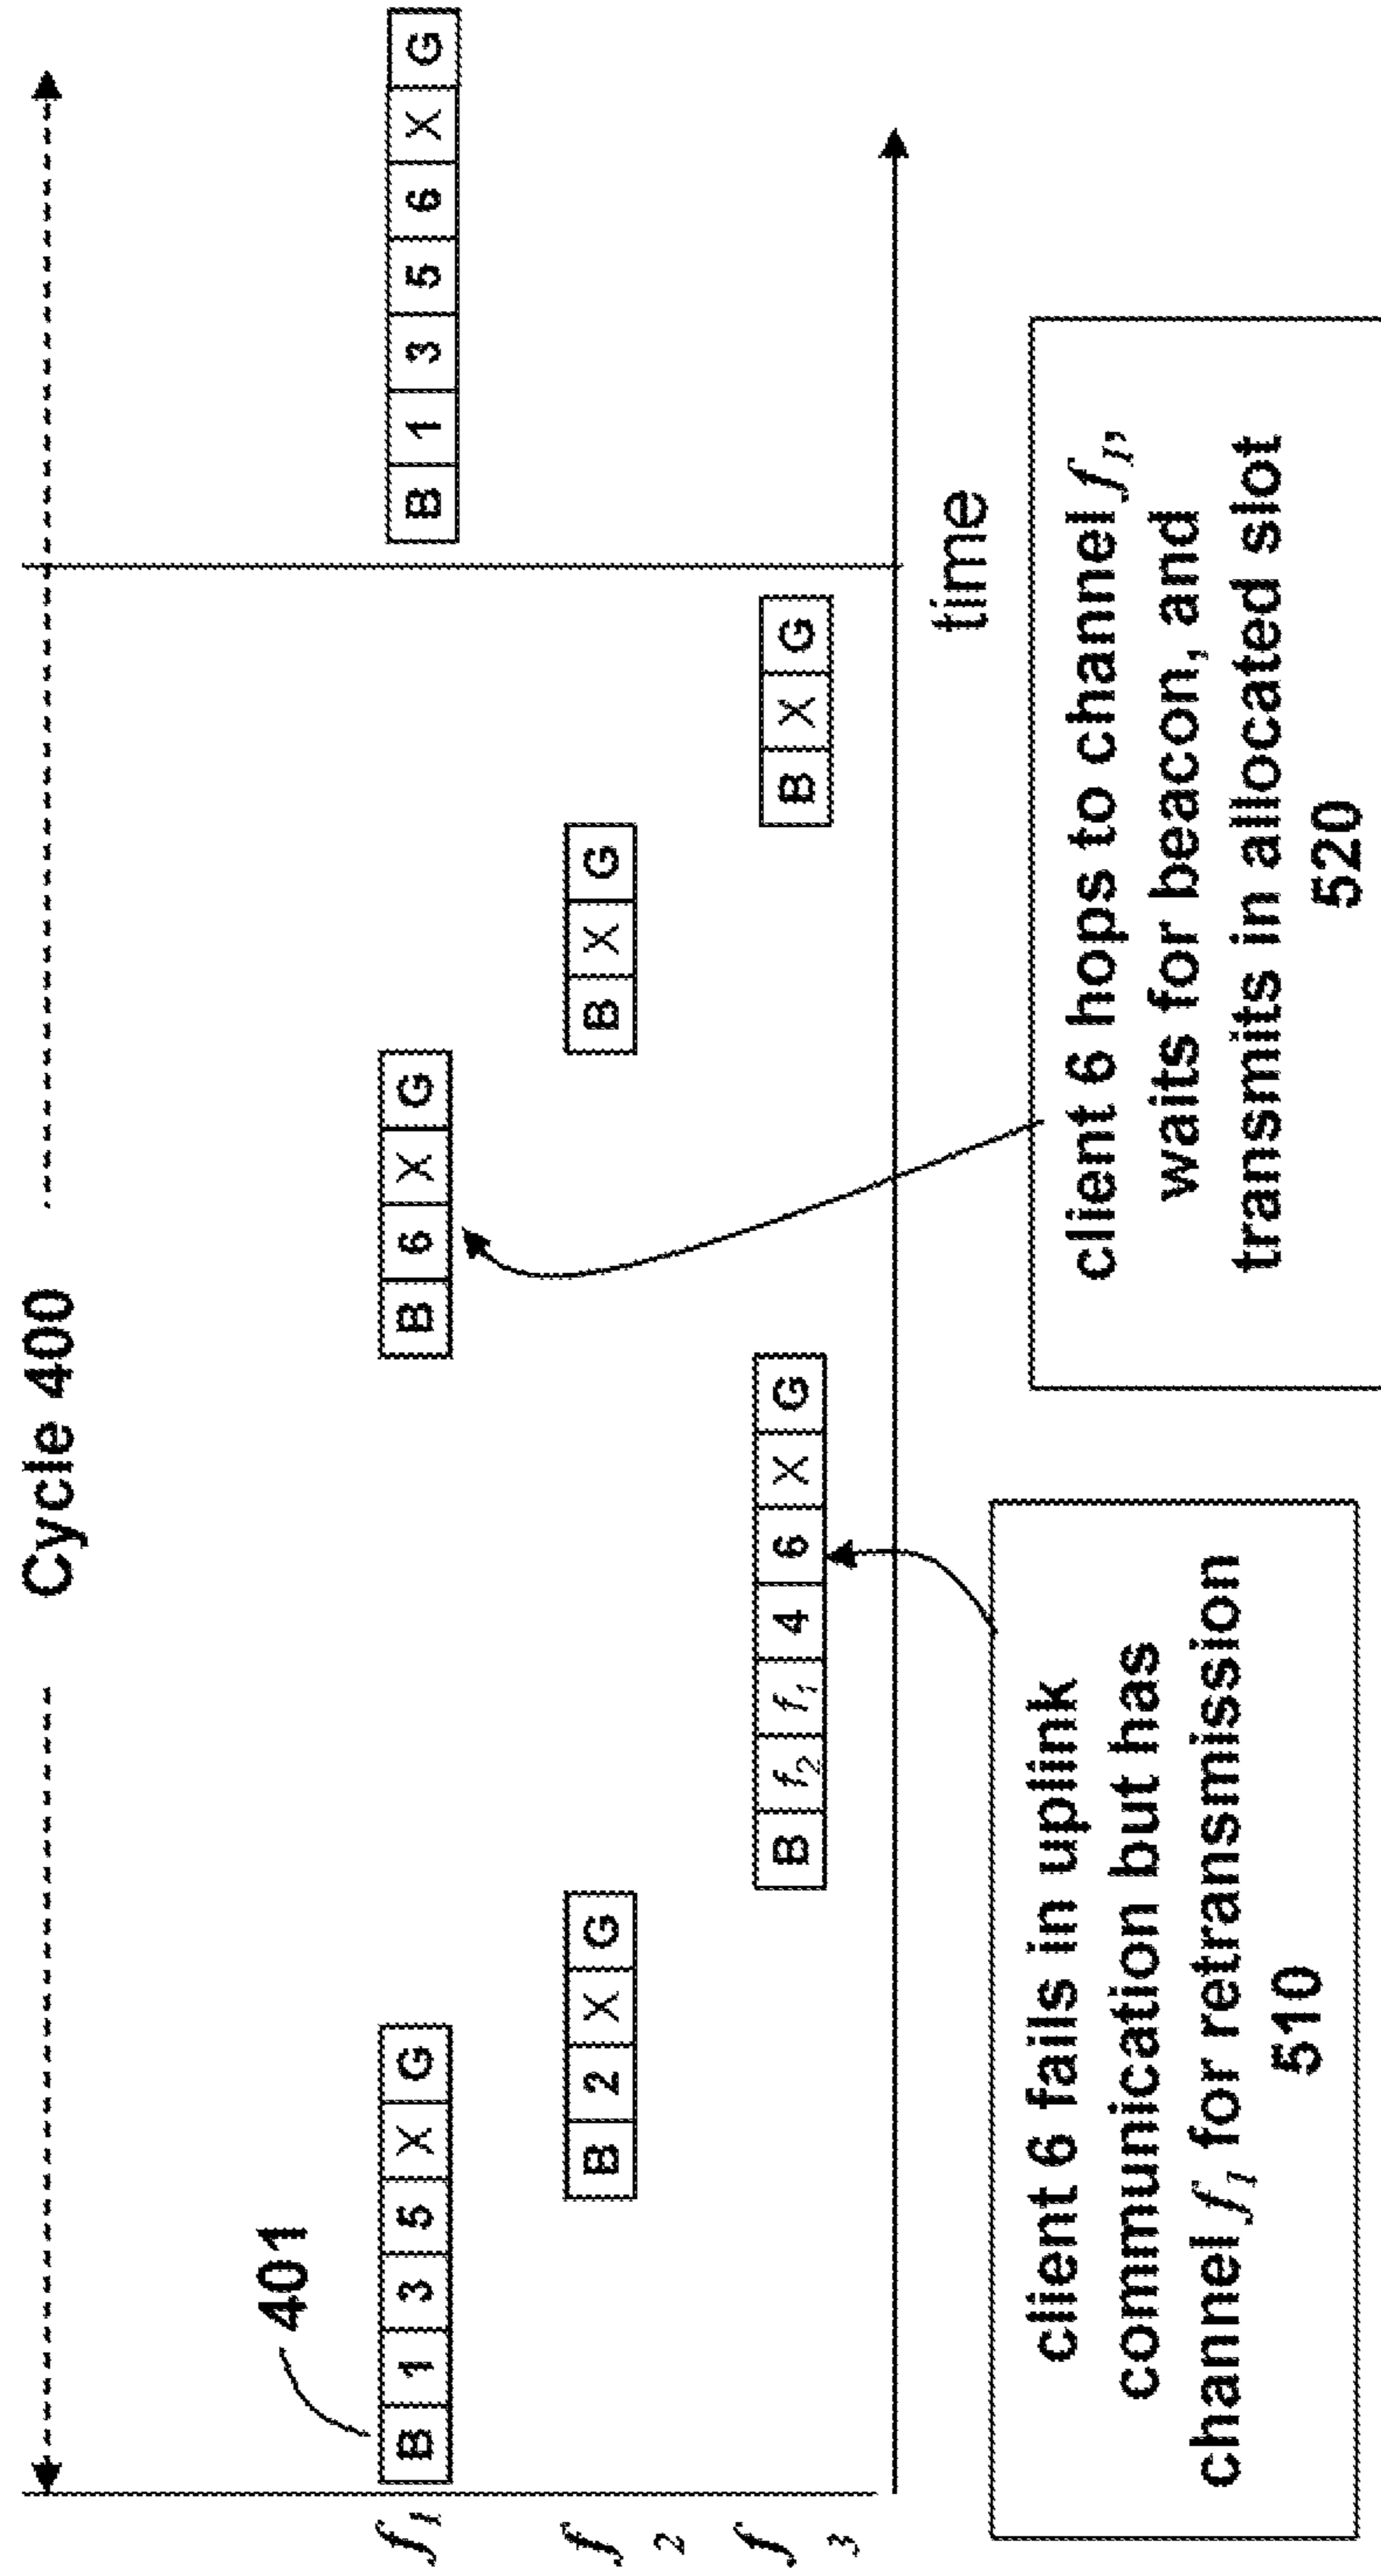 Cycle 400
401
f1
B 1 3 5 X G
B 6 X G
B 1 3 5 6 X G
f2
B 2 X G
B X G
f3
B f2 f1 4 6 X G
B X G
time
client 6 fails in uplink
communication but has
channel f1 for retransmission
510
client 6 hops to channel f1,
waits for beacon, and
transmits in allocated slot
520